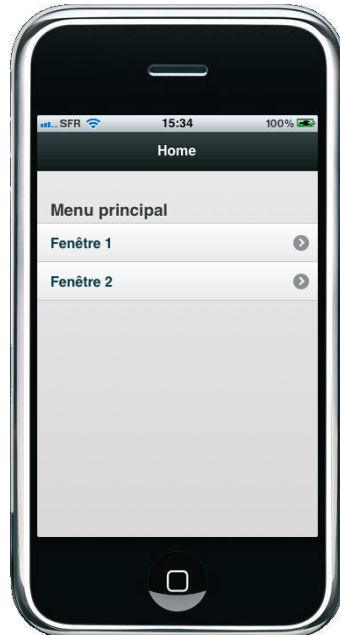 SFR 15:34 100%
Home
Menu principal
Fenêtre 1
Fenêtre 2